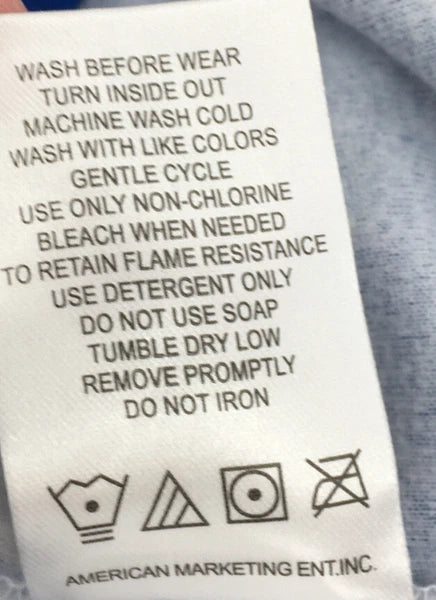 WASH BEFORE WEAR
TURN INSIDE OUT
MACHINE WASH COLD
WASH WITH LIKE COLORS
GENTLE CYCLE
USE ONLY NON-CHLORINE
BLEACH WHEN NEEDED
TO RETAIN FLAME RESISTANCE
USE DETERGENT ONLY
DO NOT USE SOAP
TUMBLE DRY LOW
REMOVE PROMPTLY
DO NOT IRON
AMERICAN MARKETING ENT.INC.